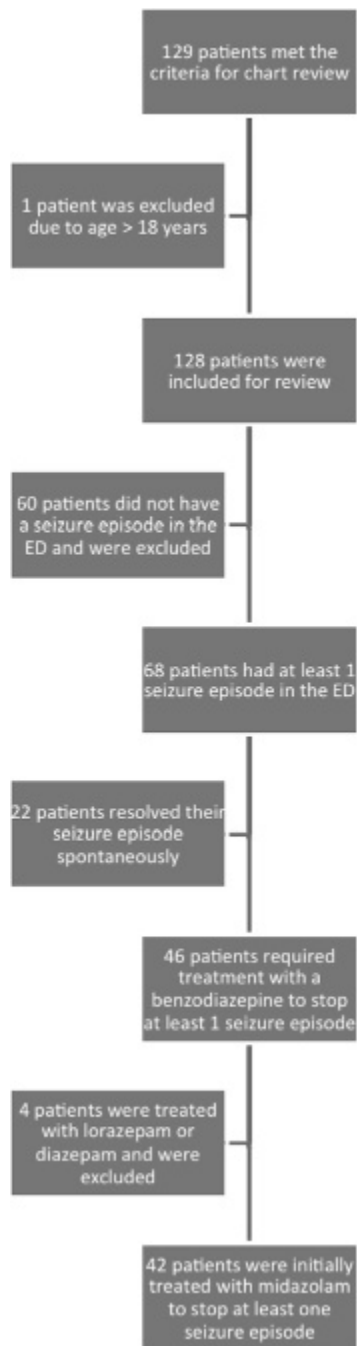 129 patients met the
criteria for chart review
1 patient was excluded
due to age > 18 years
128 patients were
included for review
60 patients did not have
a seizure episode in the
ED and were excluded
68 patients had at least 1
seizure episode in the ED
22 patients resolved their
seizure episode
spontaneously
46 patients required
treatment with a
benzodiazepine to stop
at least 1 seizure episode
4 patients were treated
with lorazepam or
diazepam and were
excluded
42 patients were initially
treated with midazolam
to stop at least one
seizure episode